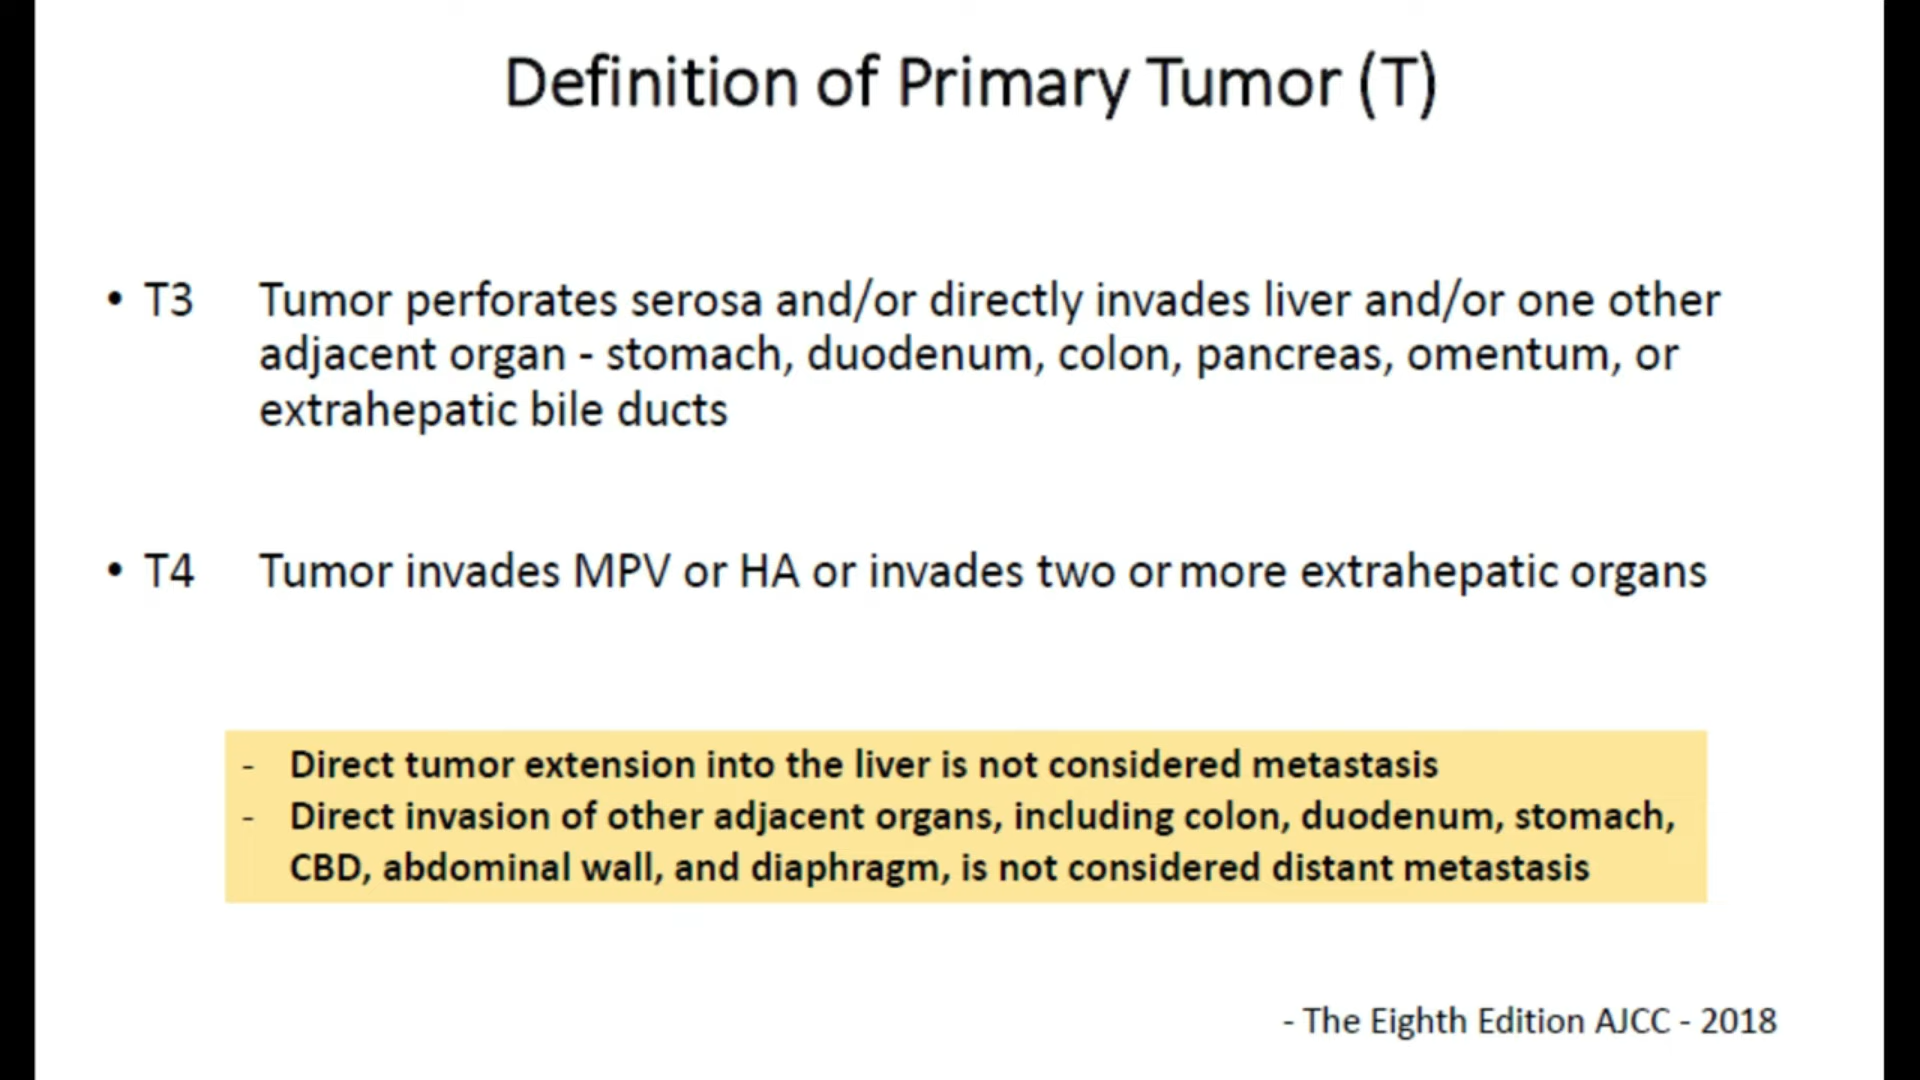 Definition of Primary Tumor (T)
• T3 Tumor perforates serosa and/or directly invades liver and/or one other
adjacent organ - stomach, duodenum, colon, pancreas, omentum, or
extrahepatic bile ducts
• T4 Tumor invades MPV or HA or invades two or more extrahepatic organs
- Direct tumor extension into the liver is not considered metastasis
- Direct invasion of other adjacent organs, including colon, duodenum, stomach,
CBD, abdominal wall, and diaphragm, is not considered distant metastasis
- The Eighth Edition AJCC - 2018